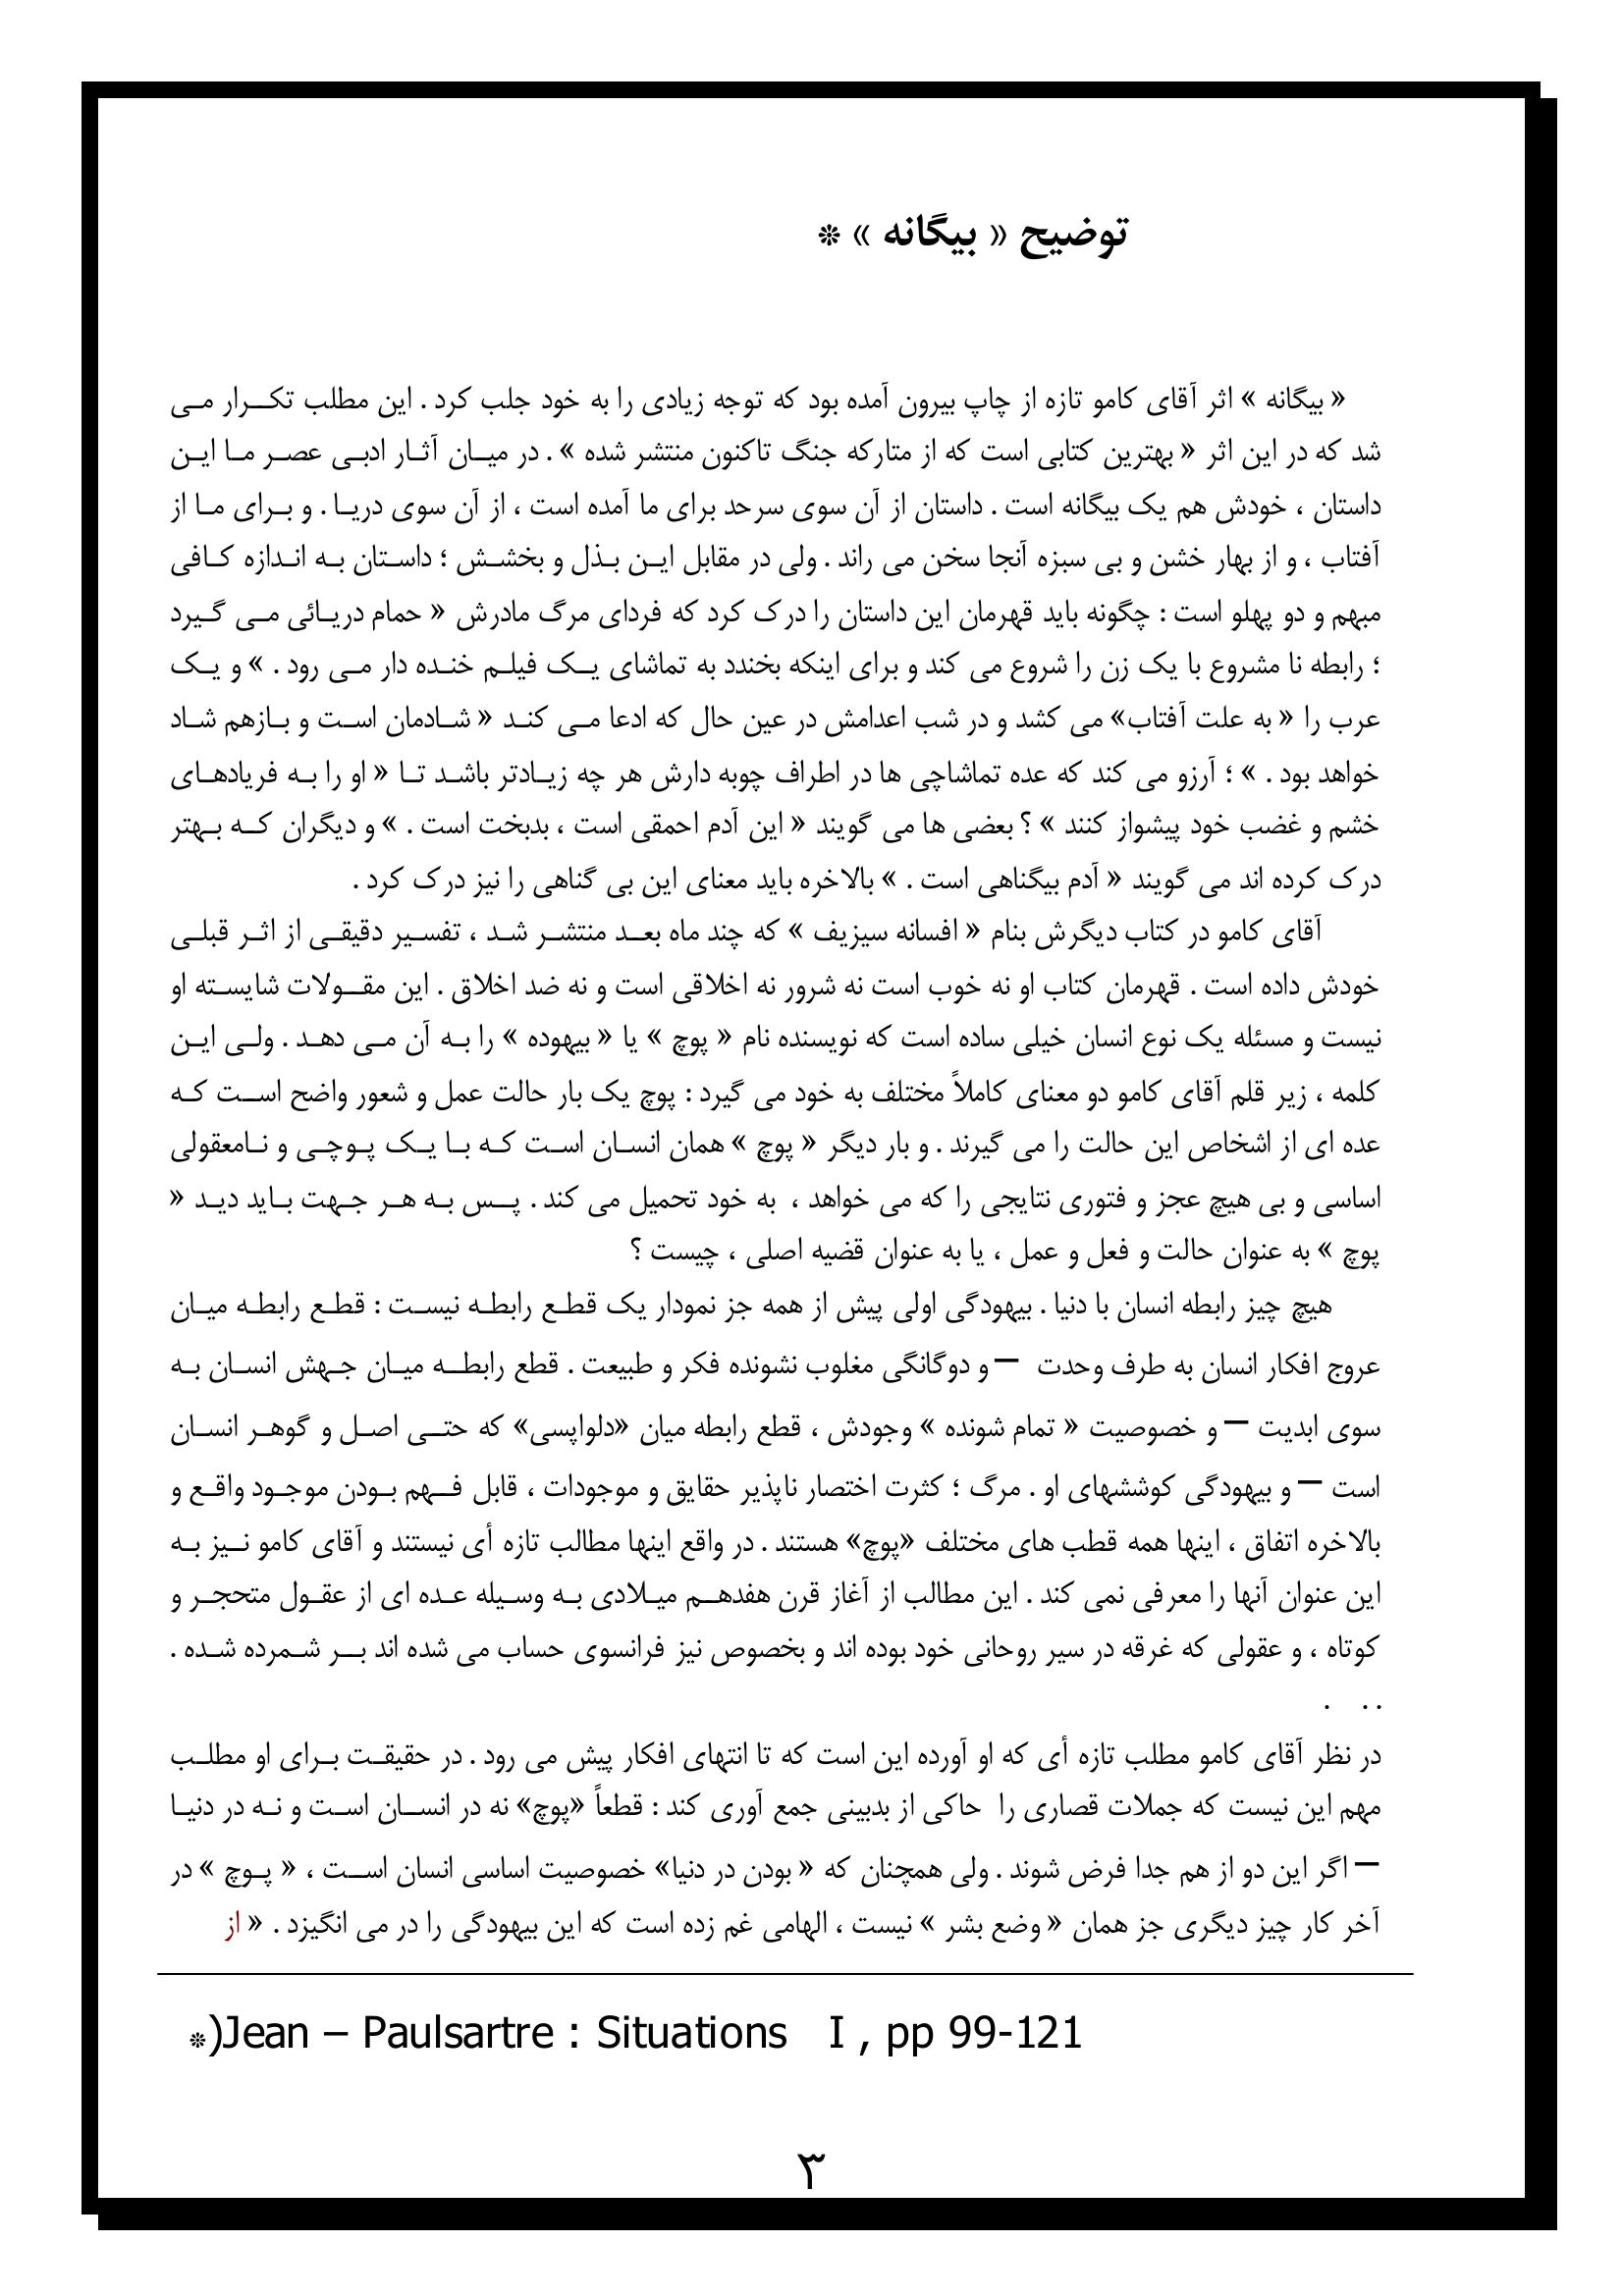 توضیح « بیگانه » ❊
« بیگانه » اثر آقای کامو تازه از چاپ بیرون آمده بود که توجه زیادی را به خود جلب کرد . این مطلب تکرار می
شد که در این اثر « بهترین کتابی است که از متارکه جنگ تاکنون منتشر شده » . در میان آثار ادبی عصر ما این
داستان ، خودش هم یک بیگانه است . داستان از آن سوی سرحد برای ما آمده است ، از آن سوی دریا . و برای ما از
آفتاب ، و از بهار خشن و بی سبزه آنجا سخن می راند . ولی در مقابل این بذل و بخشش ؛ داستان به اندازه کافی
مبهم و دو پهلو است : چگونه باید قهرمان این داستان را درک کرد که فردای مرگ مادرش « حمام دریائی می گیرد
؛ رابطه نا مشروع با یک زن را شروع می کند و برای اینکه بخندد به تماشای یک فیلم خنده دار می رود . » و یک
عرب را « به علت آفتاب» می کشد و در شب اعدامش در عین حال که ادعا می کند « شادمان است و بازهم شاد
خواهد بود . » ؛ آرزو می کند که عده تماشاچی ها در اطراف چوبه دارش هر چه زیادتر باشد تا « او را به فریادهای
خشم و غضب خود پیشواز کنند » ؟ بعضی ها می گویند « این آدم احمقی است ، بدبخت است . » و دیگران که بهتر
درک کرده اند می گویند « آدم بیگناهی است . » بالاخره باید معنای این بی گناهی را نیز درک کرد .
آقای کامو در کتاب دیگرش بنام « افسانه سیزیف » که چند ماه بعد منتشر شد ، تفسیر دقیقی از اثر قبلی
خودش داده است . قهرمان کتاب او نه خوب است نه شرور نه اخلاقی است و نه ضد اخلاق . این مقولات شایسته او
نیست و مسئله یک نوع انسان خیلی ساده است که نویسنده نام « پوچ » یا « بیهوده » را به آن می دهد . ولی این
کلمه ، زیر قلم آقای کامو دو معنای کاملاً مختلف به خود می گیرد : پوچ یک بار حالت عمل و شعور واضح است که
عده ای از اشخاص این حالت را می گیرند . و بار دیگر « پوچ » همان انسان است که با یک پوچی و نامعقولی
اساسی و بی هیچ عجز و فتوری نتایجی را که می خواهد ، به خود تحمیل می کند . پس به هر جهت باید دید «
پوچ » به عنوان حالت و فعل و عمل ، یا به عنوان قضیه اصلی ، چیست ؟
هیچ چیز رابطه انسان با دنیا . بیهودگی اولی پیش از همه جز نمودار یک قطع رابطه نیست : قطع رابطه میان
عروج افکار انسان به طرف وحدت – و دوگانگی مغلوب نشونده فکر و طبیعت . قطع رابطه میان جهش انسان به
سوی ابدیت – و خصوصیت « تمام شونده » وجودش ، قطع رابطه میان «دلواپسی» که حتی اصل و گوهر انسان
است – و بیهودگی کوششهای او . مرگ ؛ کثرت اختصار ناپذیر حقایق و موجودات ، قابل فهم بودن موجود واقع و
بالاخره اتفاق ، اینها همه قطب های مختلف «پوچ» هستند . در واقع اینها مطالب تازه أی نیستند و آقای کامو نیز به
این عنوان آنها را معرفی نمی کند . این مطالب از آغاز قرن هفدهم میلادی به وسیله عده ای از عقول متحجر و
کوتاه ، و عقولی که غرقه در سیر روحانی خود بوده اند و بخصوص نیز فرانسوی حساب می شده اند بر شمرده شده .
. . .
در نظر آقای کامو مطلب تازه أی که او آورده این است که تا انتهای افکار پیش می رود . در حقیقت برای او مطلب
مهم این نیست که جملات قصاری را حاکی از بدبینی جمع آوری کند : قطعاً «پوچ» نه در انسان است و نه در دنیا
– اگر این دو از هم جدا فرض شوند . ولی همچنان که « بودن در دنیا» خصوصیت اساسی انسان است ، « پوچ » در
آخر کار چیز دیگری جز همان « وضع بشر » نیست ، الهامی غم زده است که این بیهودگی را در می انگیزد . « از
❊)Jean – Paulsartre : Situations I , pp 99-121
۳